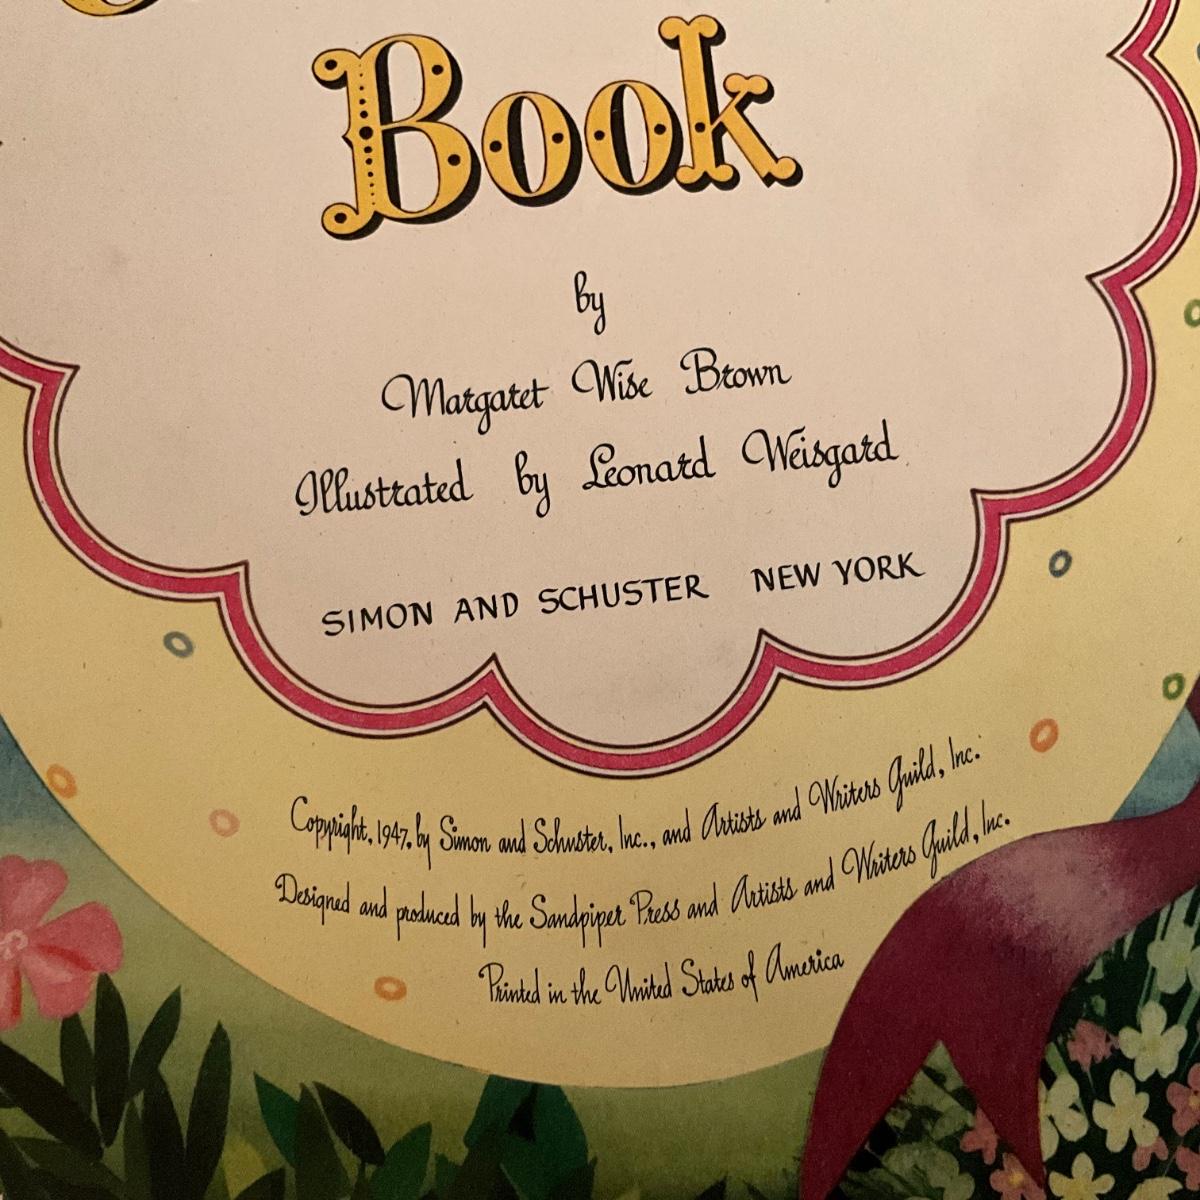 Book
by
Margaret Wise Brown
Illustrated by Leonard Weisgard
SIMON AND SCHUSTER NEW YORK
Copyright, 1947, by Simon and Schuster, Inc., and Artists and Writers Guild, Inc.
Designed and produced by the Sandpiper Press and Artists and Writers Guild, Inc.
Printed in the United States of America